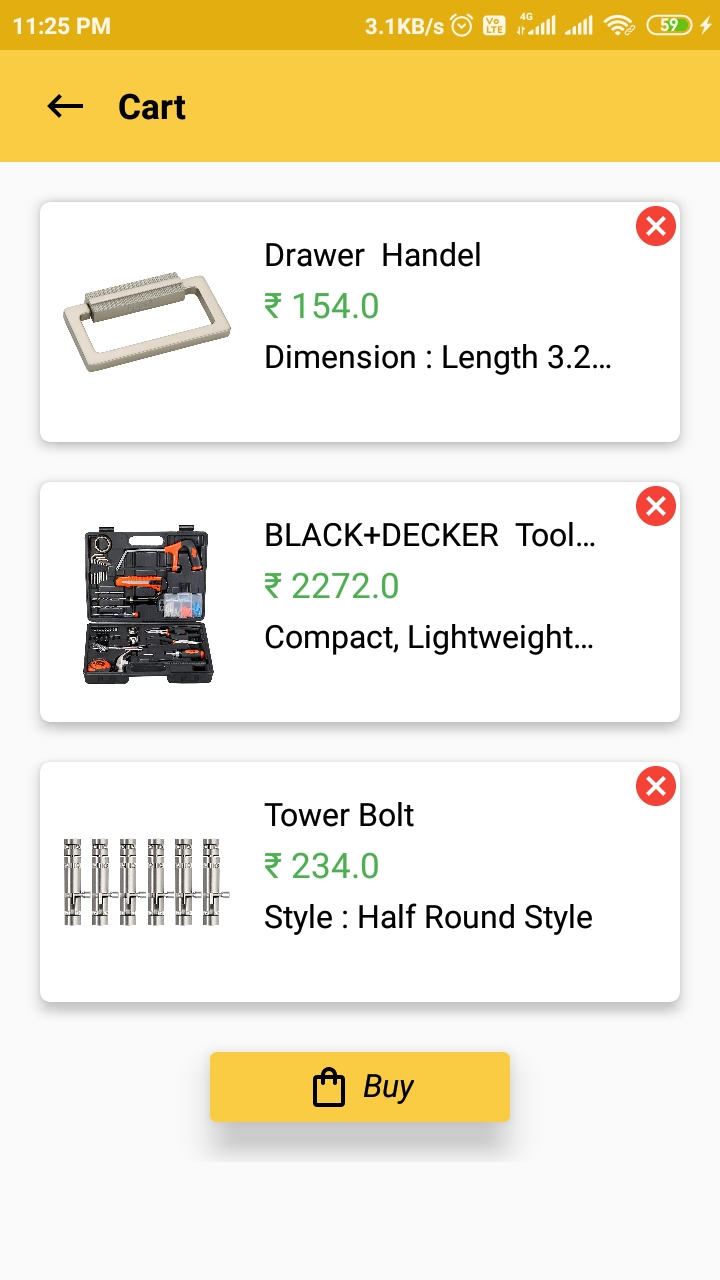 11:25 PM 3.1KB/s Vo LTE 4G 59
Cart
Drawer  Handel
₹ 154.0
Dimension : Length 3.2...
BLACK+DECKER  Tool...
₹ 2272.0
Compact, Lightweight...
Tower Bolt
₹ 234.0
Style : Half Round Style
Buy